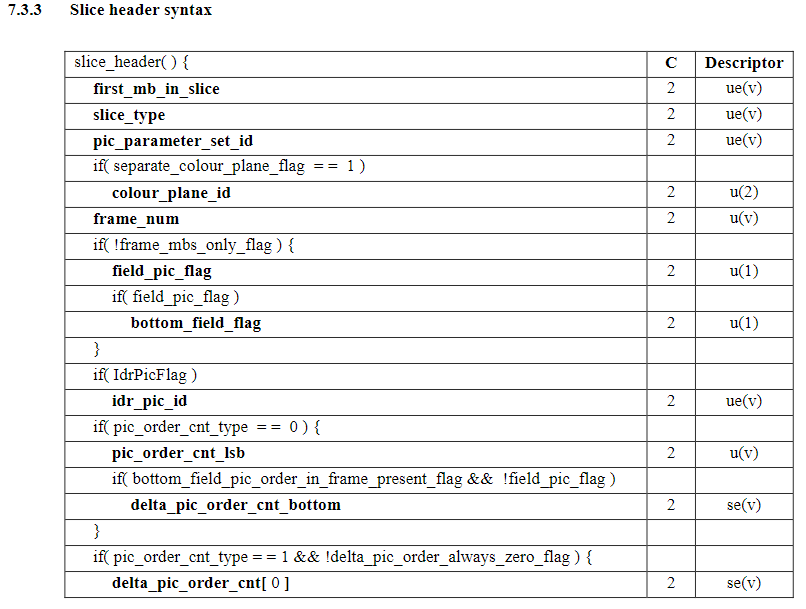 7.3.3 Slice header syntax
slice_header( ) { C Descriptor
first_mb_in_slice 2 ue(v)
slice_type 2 ue(v)
pic_parameter_set_id 2 ue(v)
if( separate_colour_plane_flag = = 1 )
colour_plane_id 2 u(2)
frame_num 2 u(v)
if( !frame_mbs_only_flag ) {
field_pic_flag 2 u(1)
if( field_pic_flag )
bottom_field_flag 2 u(1)
}
if( IdrPicFlag )
idr_pic_id 2 ue(v)
if( pic_order_cnt_type = = 0 ) {
pic_order_cnt_lsb 2 u(v)
if( bottom_field_pic_order_in_frame_present_flag && !field_pic_flag )
delta_pic_order_cnt_bottom 2 se(v)
}
if( pic_order_cnt_type = = 1 && !delta_pic_order_always_zero_flag ) {
delta_pic_order_cnt[ 0 ] 2 se(v)